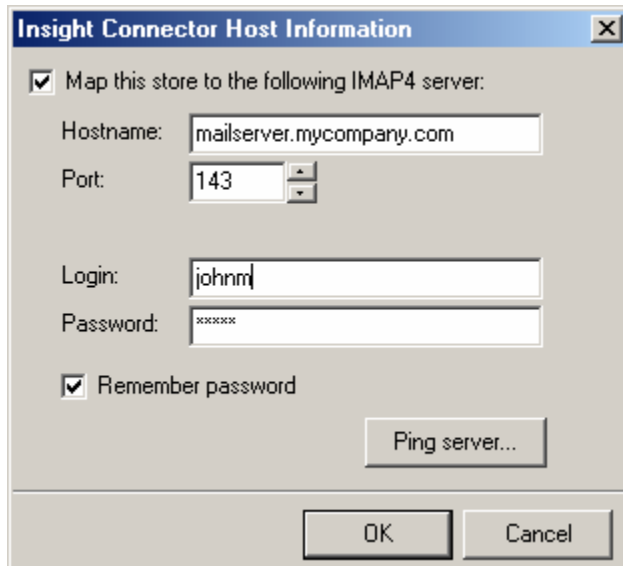 Insight Connector Host Information
Map this store to the following IMAP4 server:
Hostname: mailserver.mycompany.com
Port: 143
Login: johnm
Password: xxxxx
Remember password
Ping server...
OK Cancel